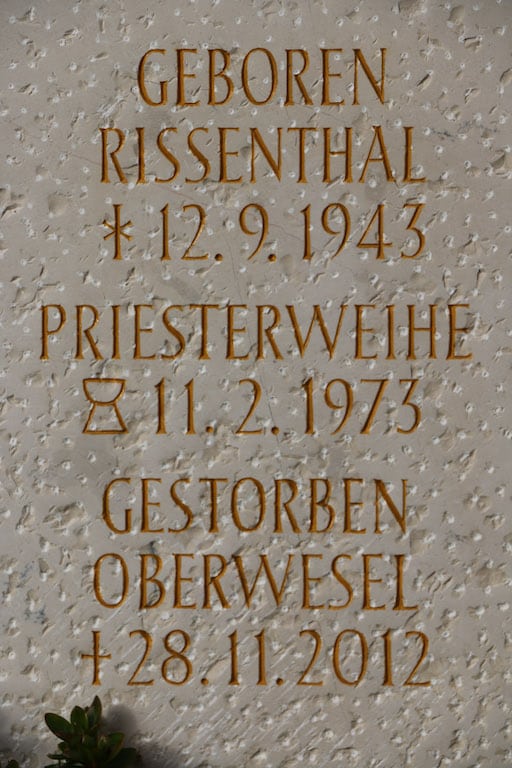 GEBOREN
RISSENTHAL
* 12. 9. 1943
PRIESTERWEIHE
11. 2. 1973
GESTORBEN
OBERWESEL
+ 28. 11. 2012